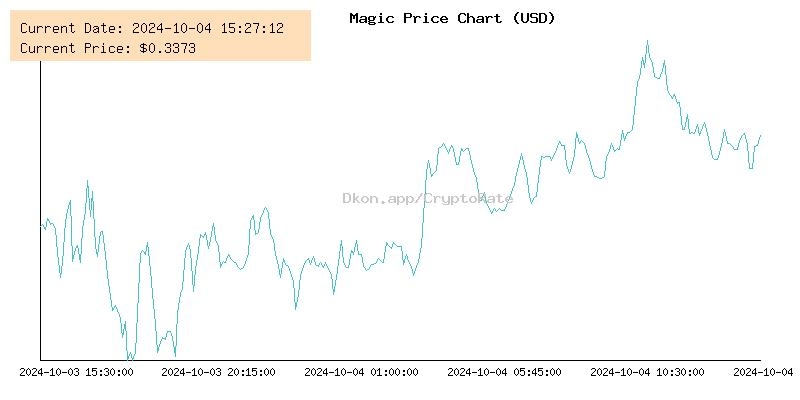 Magic Price Chart (USD)
Current Date: 2024-10-04 15:27:12
Current Price: $0.3373
Dkon.app/CryptoRate
2024-10-03 15:30:00 2024-10-03 20:15:00 2024-10-04 01:00:00 2024-10-04 05:45:00 2024-10-04 10:30:00 2024-10-04